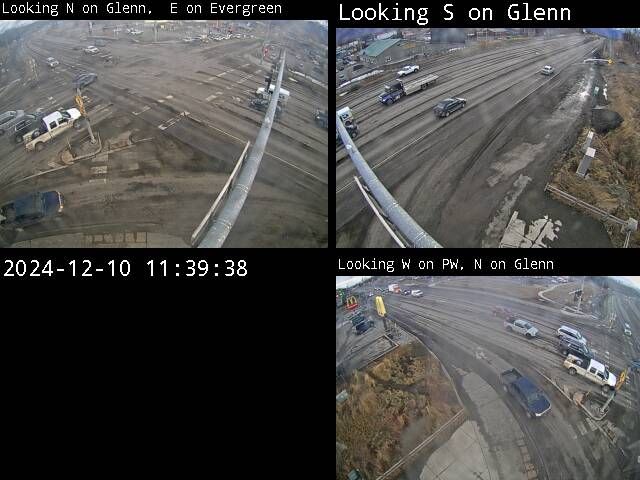 Looking N on Glenn,  E on Evergreen
Looking S on Glenn
2024-12-10 11:39:38
Looking W on PW, N on Glenn